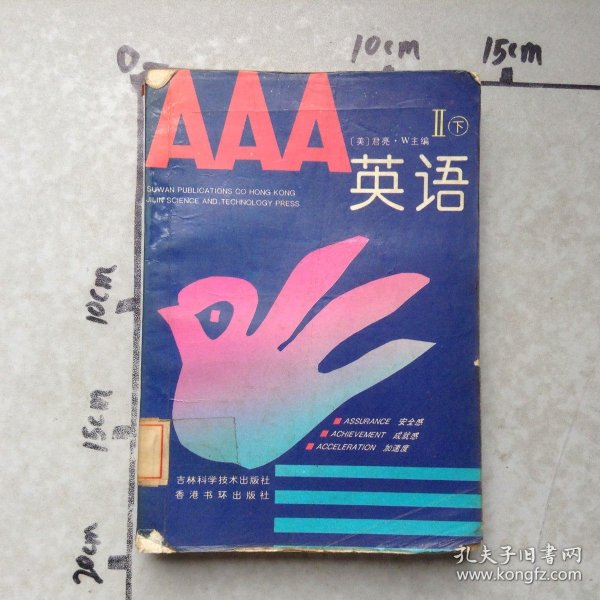 0
10cm
15cm
AAA
II下
[美]君亮·W主编
英语
SUWAN PUBLICATIONS CO HONG KONG
JILIN SCIENCE AND TECHNOLOGY PRESS
10cm
15cm
20cm
ASSURANCE 安全感
ACHIEVEMENT 成就感
ACCELERATION 加速度
吉林科学技术出版社
香港书环出版社
孔夫子旧书网
www.kongfz.com